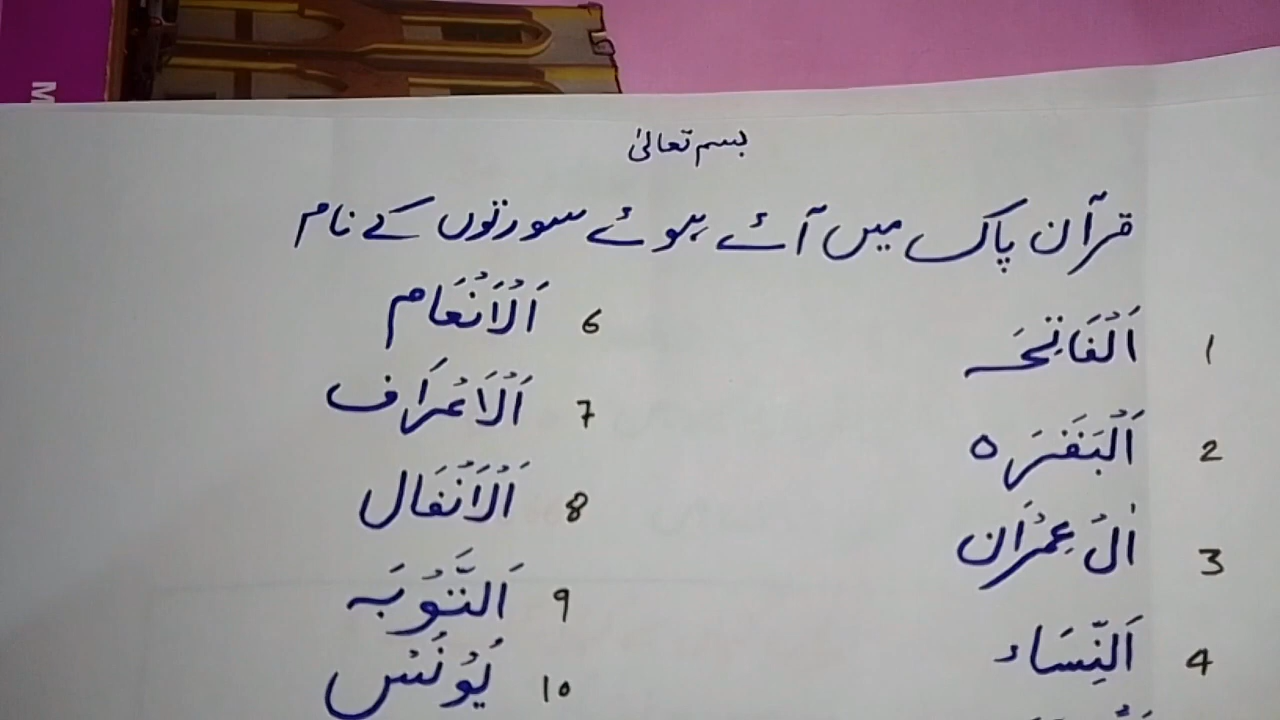 بسم تعالیٰ
قرآن پاک میں آئے ہوئے سورتوں کے نام
1 اَلْفَاتِحَہ
2 اَلْبَقَرَہ
3 اٰلِ عِمْرَان
4 اَلنِّسَاء
6 اَلْاَنْعَام
7 اَلْاَعْرَاف
8 اَلْاَنْفَال
9 اَلتَّوْبَہ
10 یُوْنُس
M